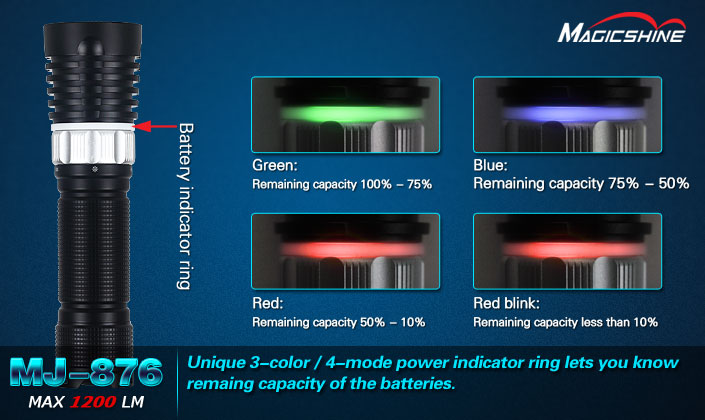 MAGICSHINE
Battery indicator ring
Green:
Remaining capacity 100% - 75%
Blue:
Remaining capacity 75% - 50%
Red:
Remaining capacity 50% - 10%
Red blink:
Remaining capacity less than 10%
MJ-876
MAX 1200 LM
Unique 3-color / 4-mode power indicator ring lets you know
remaing capacity of the batteries.